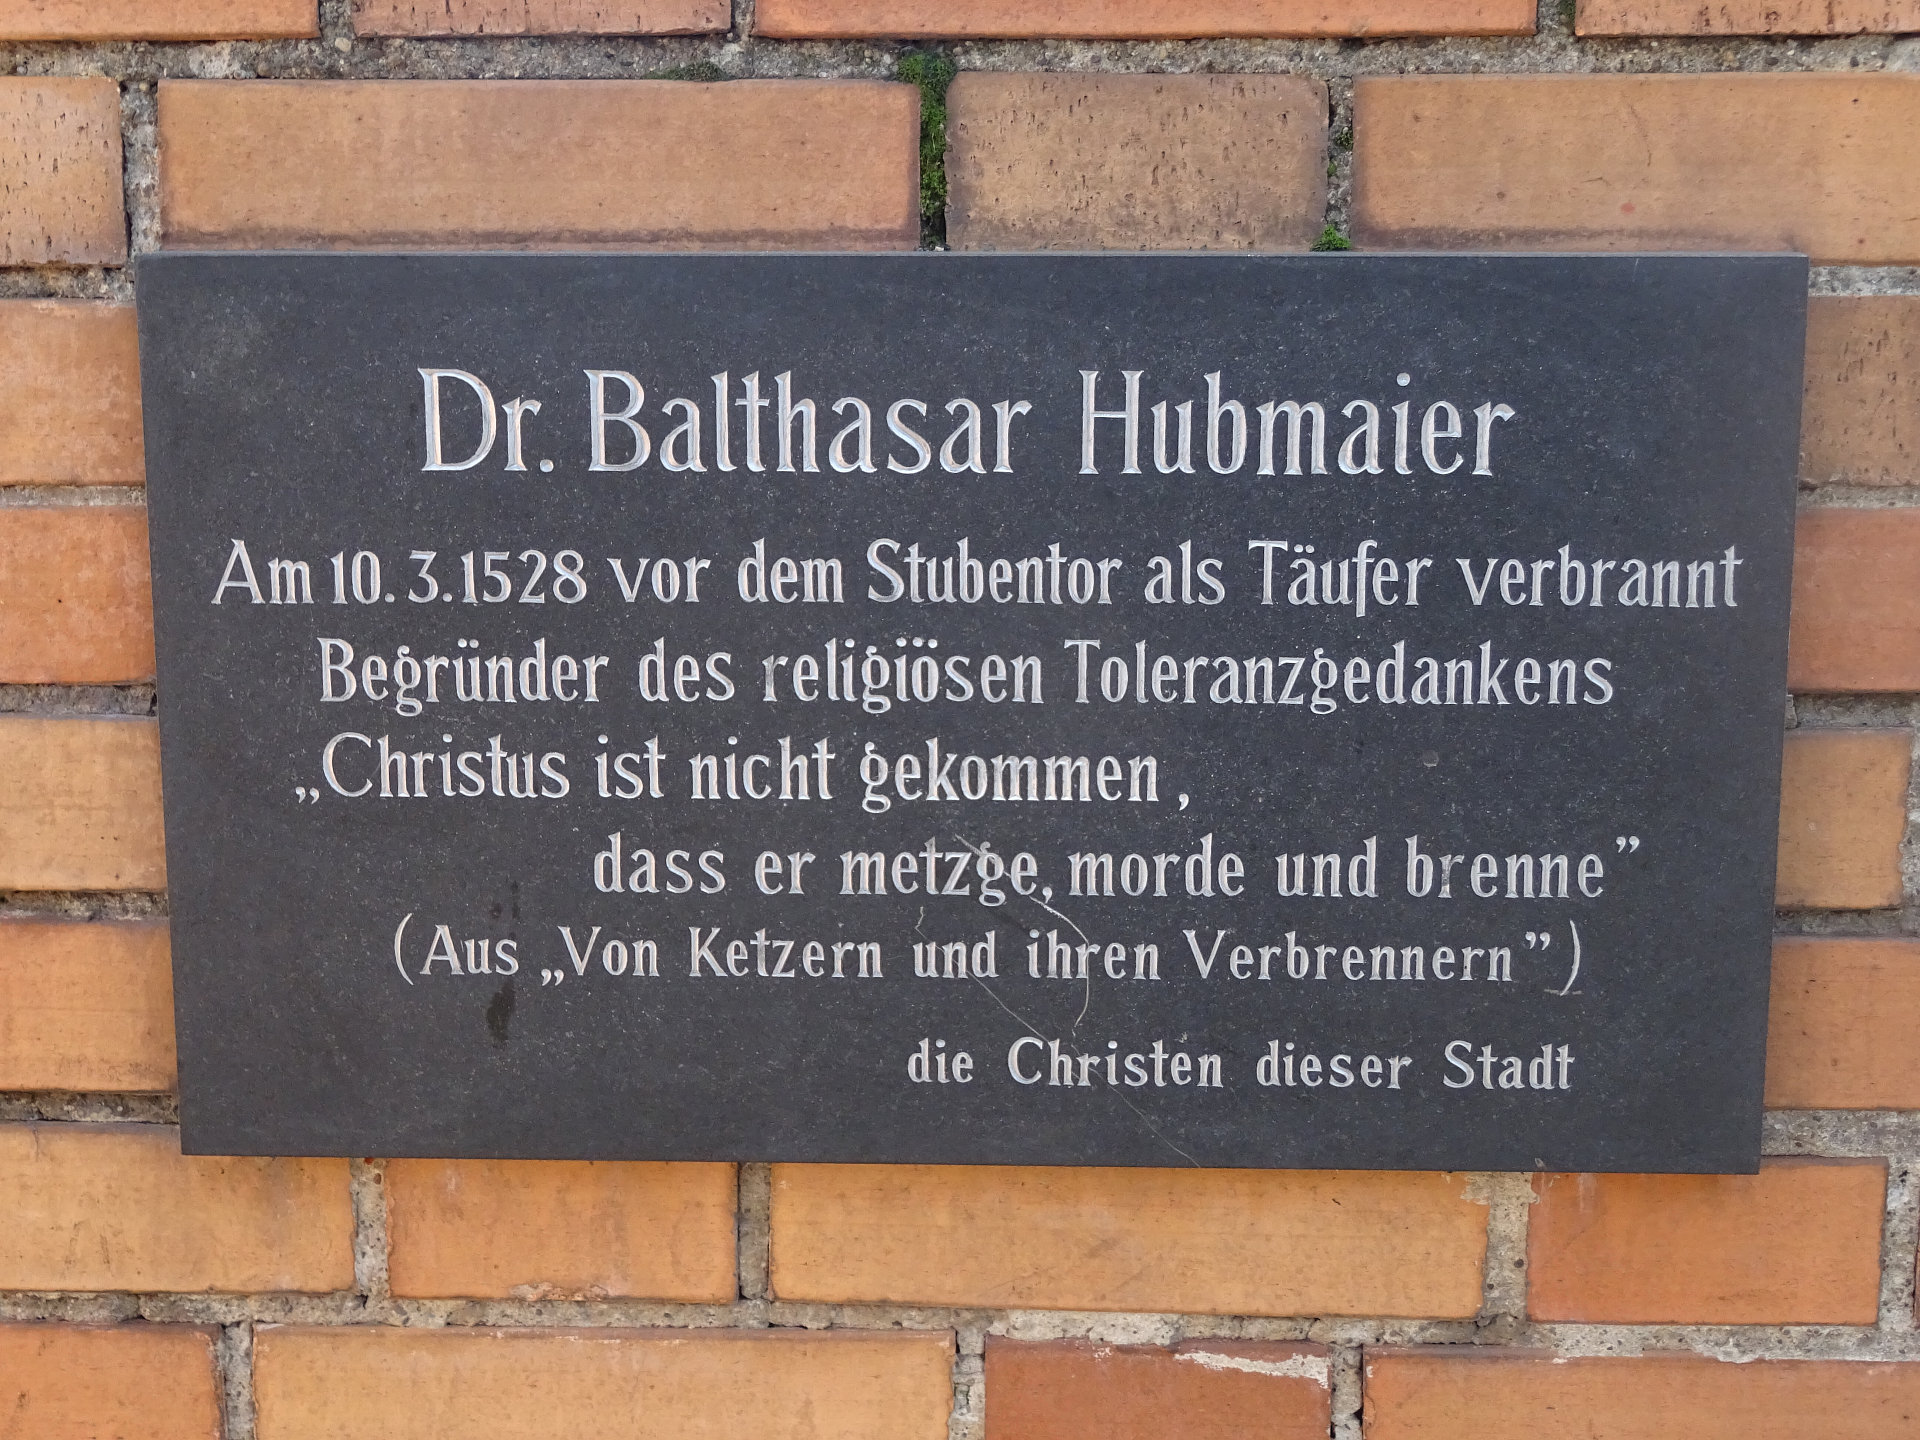 Dr. Balthasar Hubmaier
Am 10.3.1528 vor dem Stubentor als Täufer verbrannt
Begründer des religiösen Toleranzgedankens
„Christus ist nicht gekommen,
dass er metzge, morde und brenne”
(Aus „Von Ketzern und ihren Verbrennern”)
die Christen dieser Stadt